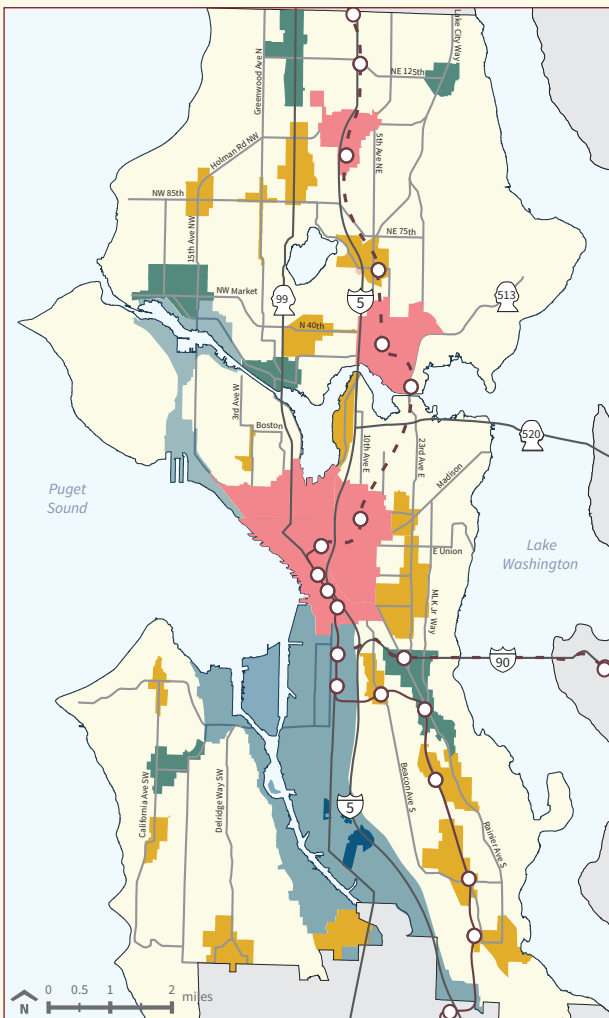 Lake City Way
Greenwood Ave N
NE 125th
5th Ave NE
Holman Rd NW
NW 85th
15th Ave NW
NE 75th
NW Market
99
5
513
N 40th
3rd Ave W
Boston
10th Ave E
23rd Ave E
520
Madison
Puget
Sound
E Union
Lake
Washington
MLK Jr Way
90
California Ave SW
Delridge Way SW
Beacon Ave S
5
Rainier Ave S
0 0.5 1 2 miles
N